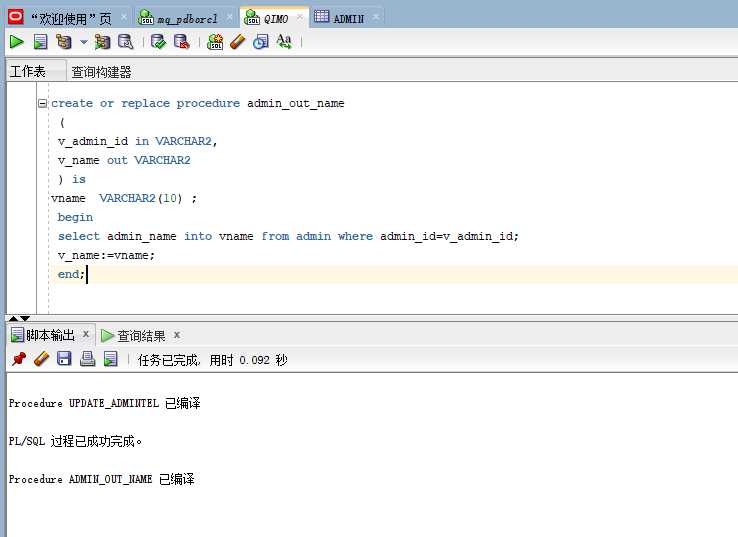 “欢迎使用”页 mq_pdborcl QIMO ADMIN
工作表 查询构建器
create or replace procedure admin_out_name
(
v_admin_id in VARCHAR2,
v_name out VARCHAR2
) is
vname  VARCHAR2(10) ;
begin
select admin_name into vname from admin where admin_id=v_admin_id;
v_name:=vname;
end;
脚本输出 x 查询结果 x
任务已完成, 用时 0.092 秒
Procedure UPDATE_ADMINTEL 已编译
PL/SQL 过程已成功完成。
Procedure ADMIN_OUT_NAME 已编译